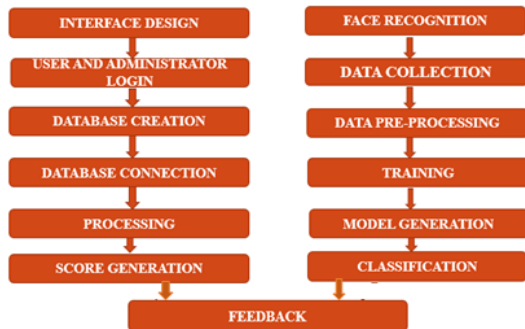 INTERFACE DESIGN
USER AND ADMINISTRATOR
LOGIN
DATABASE CREATION
DATABASE CONNECTION
PROCESSING
SCORE GENERATION
FACE RECOGNITION
DATA COLLECTION
DATA PRE-PROCESSING
TRAINING
MODEL GENERATION
CLASSIFICATION
FEEDBACK